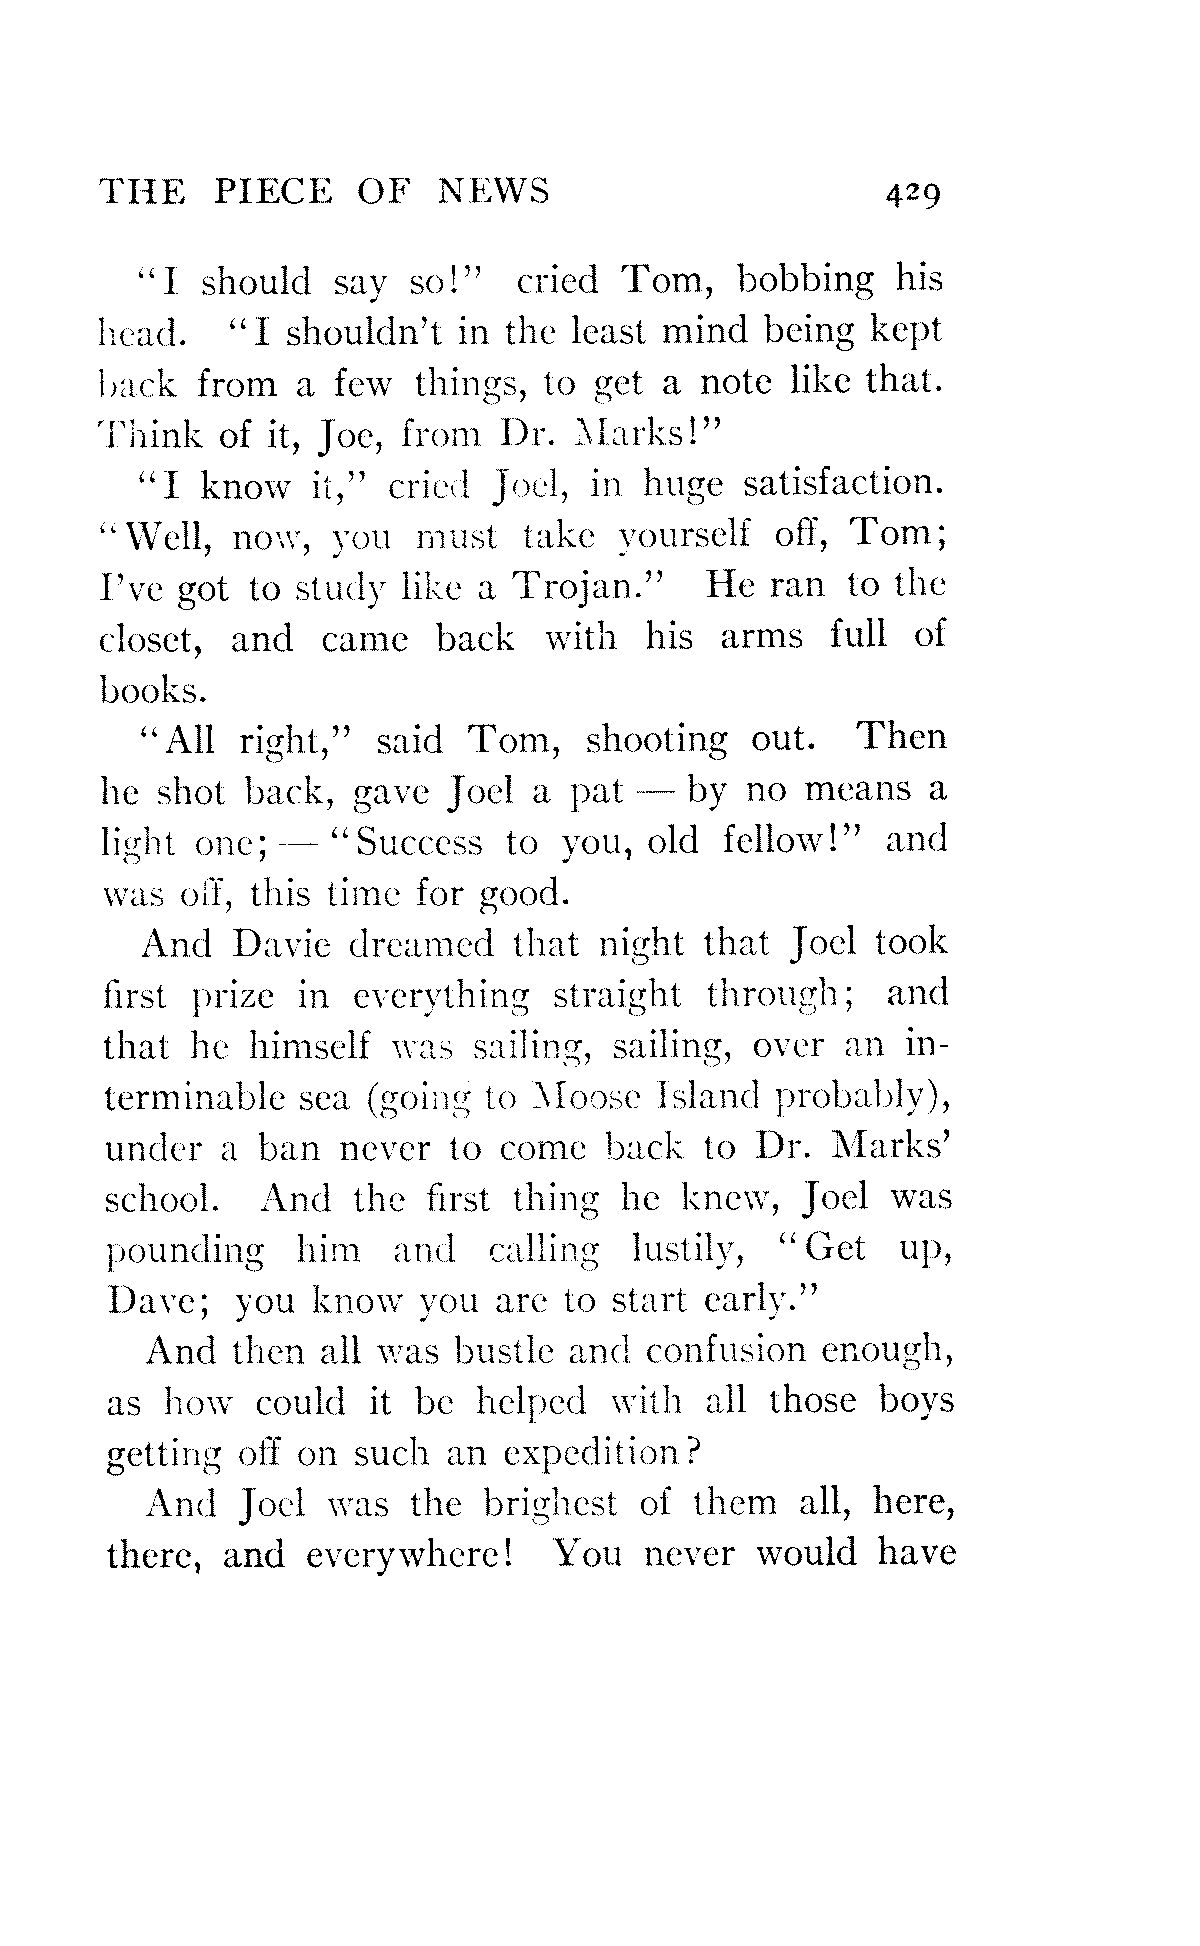 THE PIECE OF NEWS 429
"I should say so!" cried Tom, bobbing his
head. "I shouldn't in the least mind being kept
back from a few things, to get a note like that.
Think of it, Joe, from Dr. Marks!"
"I know it," cried Joel, in huge satisfaction.
"Well, now, you must take yourself off, Tom;
I've got to study like a Trojan." He ran to the
closet, and came back with his arms full of
books.
"All right," said Tom, shooting out. Then
he shot back, gave Joel a pat — by no means a
light one; — "Success to you, old fellow!" and
was off, this time for good.
And Davie dreamed that night that Joel took
first prize in everything straight through; and
that he himself was sailing, sailing, over an in-
terminable sea (going to Moose Island probably),
under a ban never to come back to Dr. Marks'
school. And the first thing he knew, Joel was
pounding him and calling lustily, "Get up,
Dave; you know you are to start early."
And then all was bustle and confusion enough,
as how could it be helped with all those boys
getting off on such an expedition?
And Joel was the brighest of them all, here,
there, and everywhere! You never would have